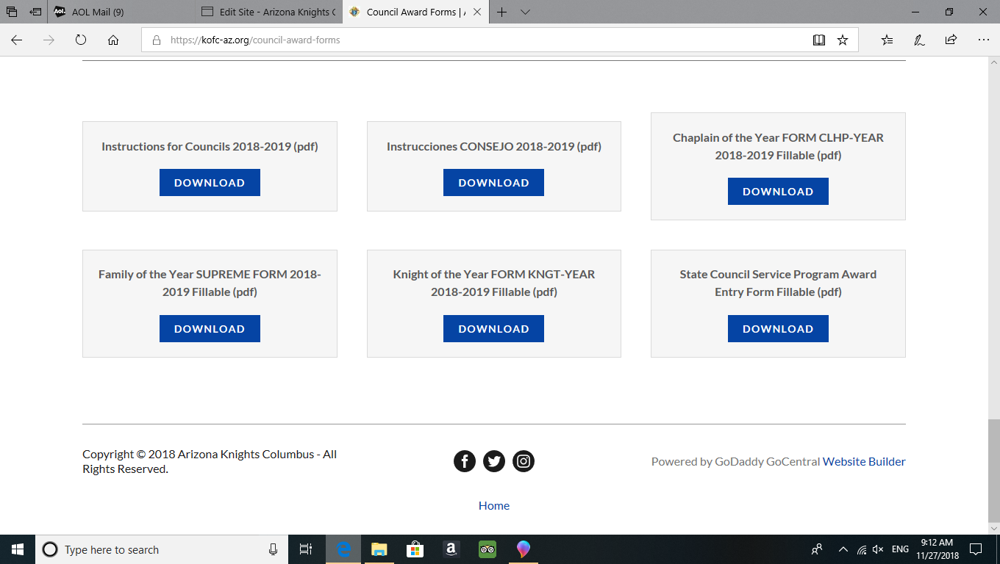 AOL Mail (9)
Edit Site - Arizona Knights C
Council Award Forms | A
https://kofc-az.org/council-award-forms
Instructions for Councils 2018-2019 (pdf)
DOWNLOAD
Instrucciones CONSEJO 2018-2019 (pdf)
DOWNLOAD
Chaplain of the Year FORM CLHP-YEAR
2018-2019 Fillable (pdf)
DOWNLOAD
Family of the Year SUPREME FORM 2018-
2019 Fillable (pdf)
DOWNLOAD
Knight of the Year FORM KNGT-YEAR
2018-2019 Fillable (pdf)
DOWNLOAD
State Council Service Program Award
Entry Form Fillable (pdf)
DOWNLOAD
Copyright © 2018 Arizona Knights Columbus - All
Rights Reserved.
Powered by GoDaddy GoCentral Website Builder
Home
Type here to search
ENG
9:12 AM
11/27/2018